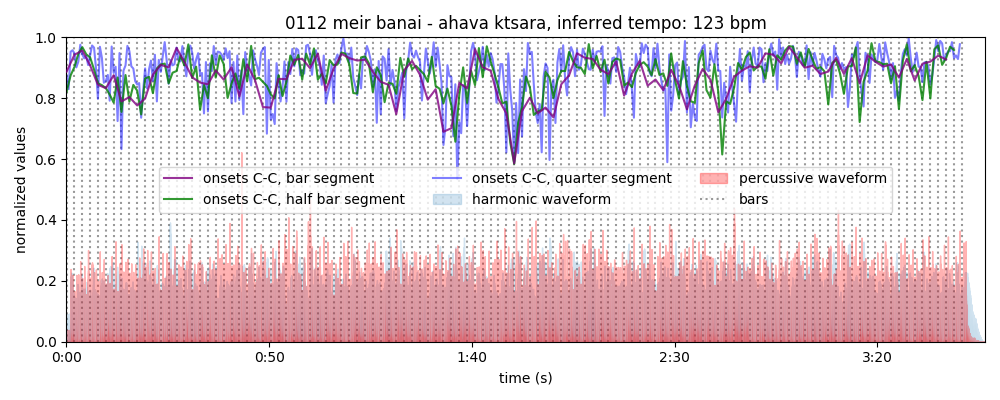 0112 meir banai - ahava ktsara, inferred tempo: 123 bpm
normalized values
1.0
0.8
0.6
0.4
0.2
0.0
onsets C-C, bar segment
onsets C-C, half bar segment
onsets C-C, quarter segment
harmonic waveform
percussive waveform
bars
0:00 0:50 1:40 2:30 3:20
time (s)